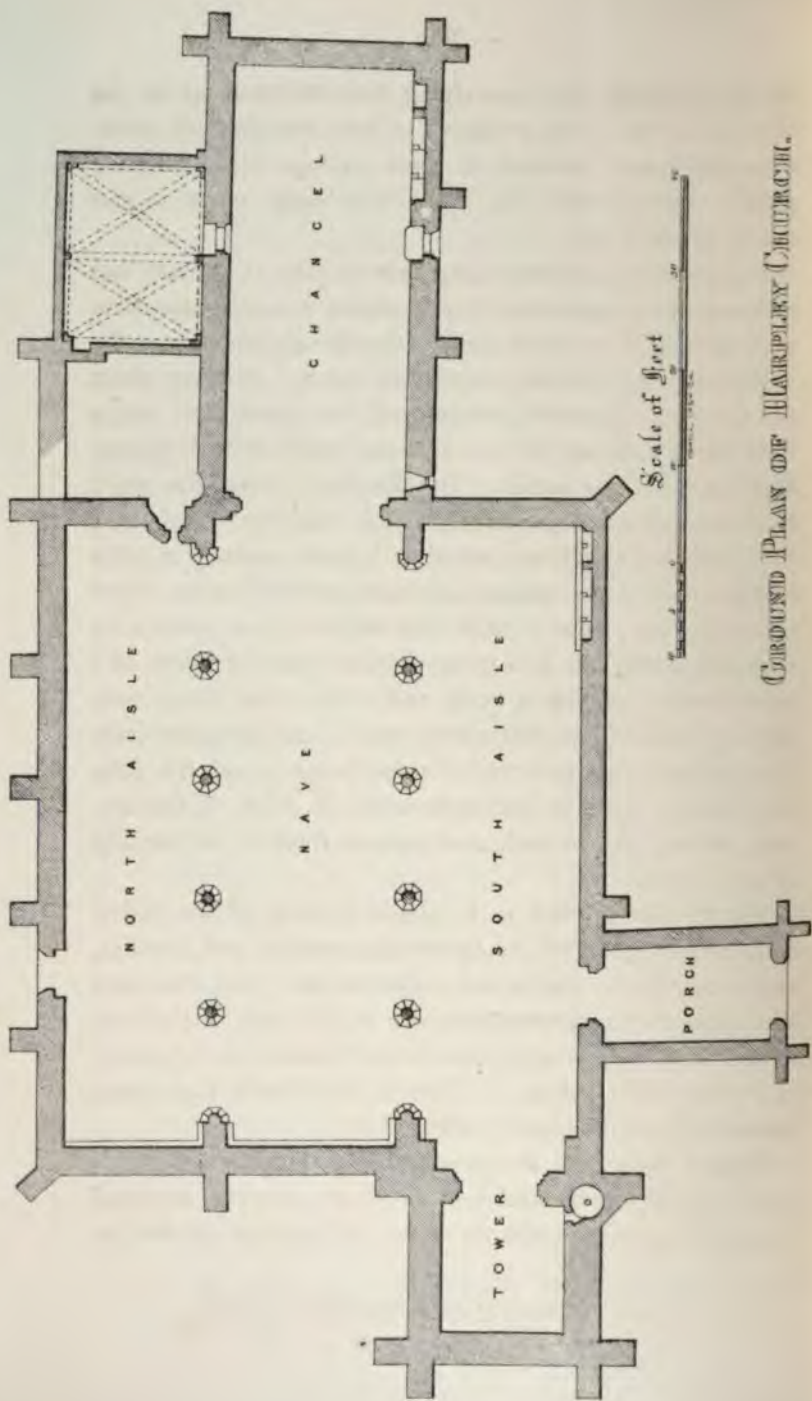 CHANCEL
NORTH AISLE
NAVE
SOUTH AISLE
PORCH
TOWER
Scale of Feet
GROUND PLAN OF HARPLEY CHURCH.